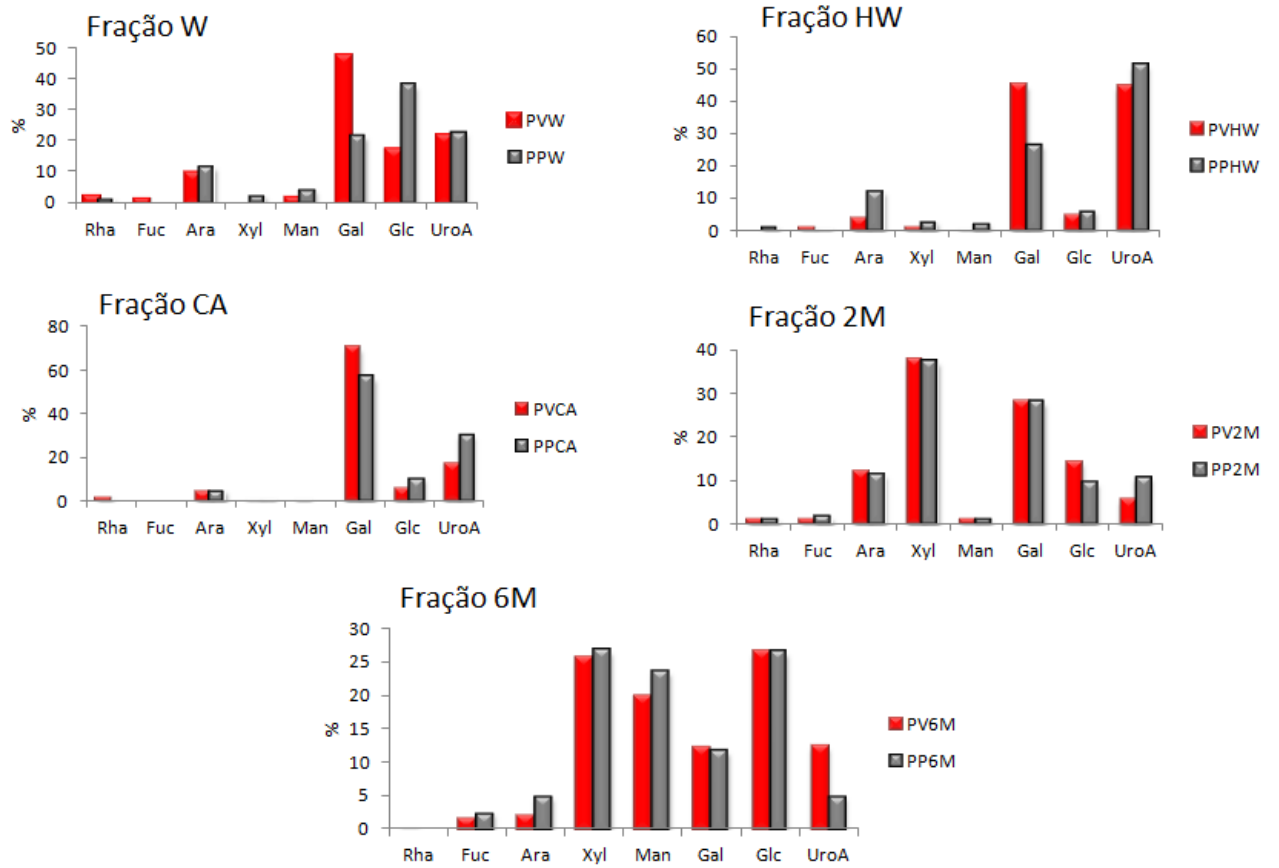 Fração W
50
40
30
20
10
0
%
Rha Fuc Ara Xyl Man Gal Glc UroA
PVW
PPW
Fração HW
60
50
40
30
20
10
0
%
Rha Fuc Ara Xyl Man Gal Glc UroA
PVHW
PPHW
Fração CA
80
60
40
20
0
%
Rha Fuc Ara Xyl Man Gal Glc UroA
PVCA
PPCA
Fração 2M
40
30
20
10
0
%
Rha Fuc Ara Xyl Man Gal Glc UroA
PV2M
PP2M
Fração 6M
30
25
20
15
10
5
0
%
Rha Fuc Ara Xyl Man Gal Glc UroA
PV6M
PP6M